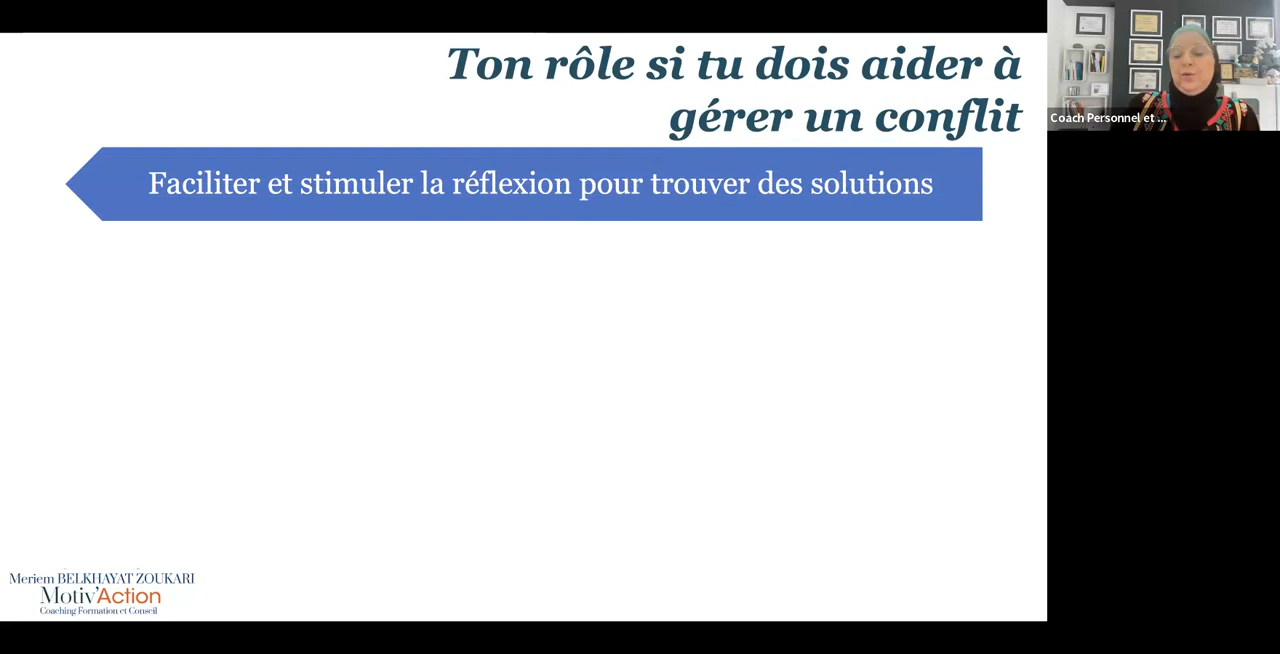 Ton rôle si tu dois aider à
gérer un conflit
Faciliter et stimuler la réflexion pour trouver des solutions
Coach Personnel et ...
Meriem BELKHAYAT ZOUKARI
Motiv'Action
Coaching Formation et Conseil